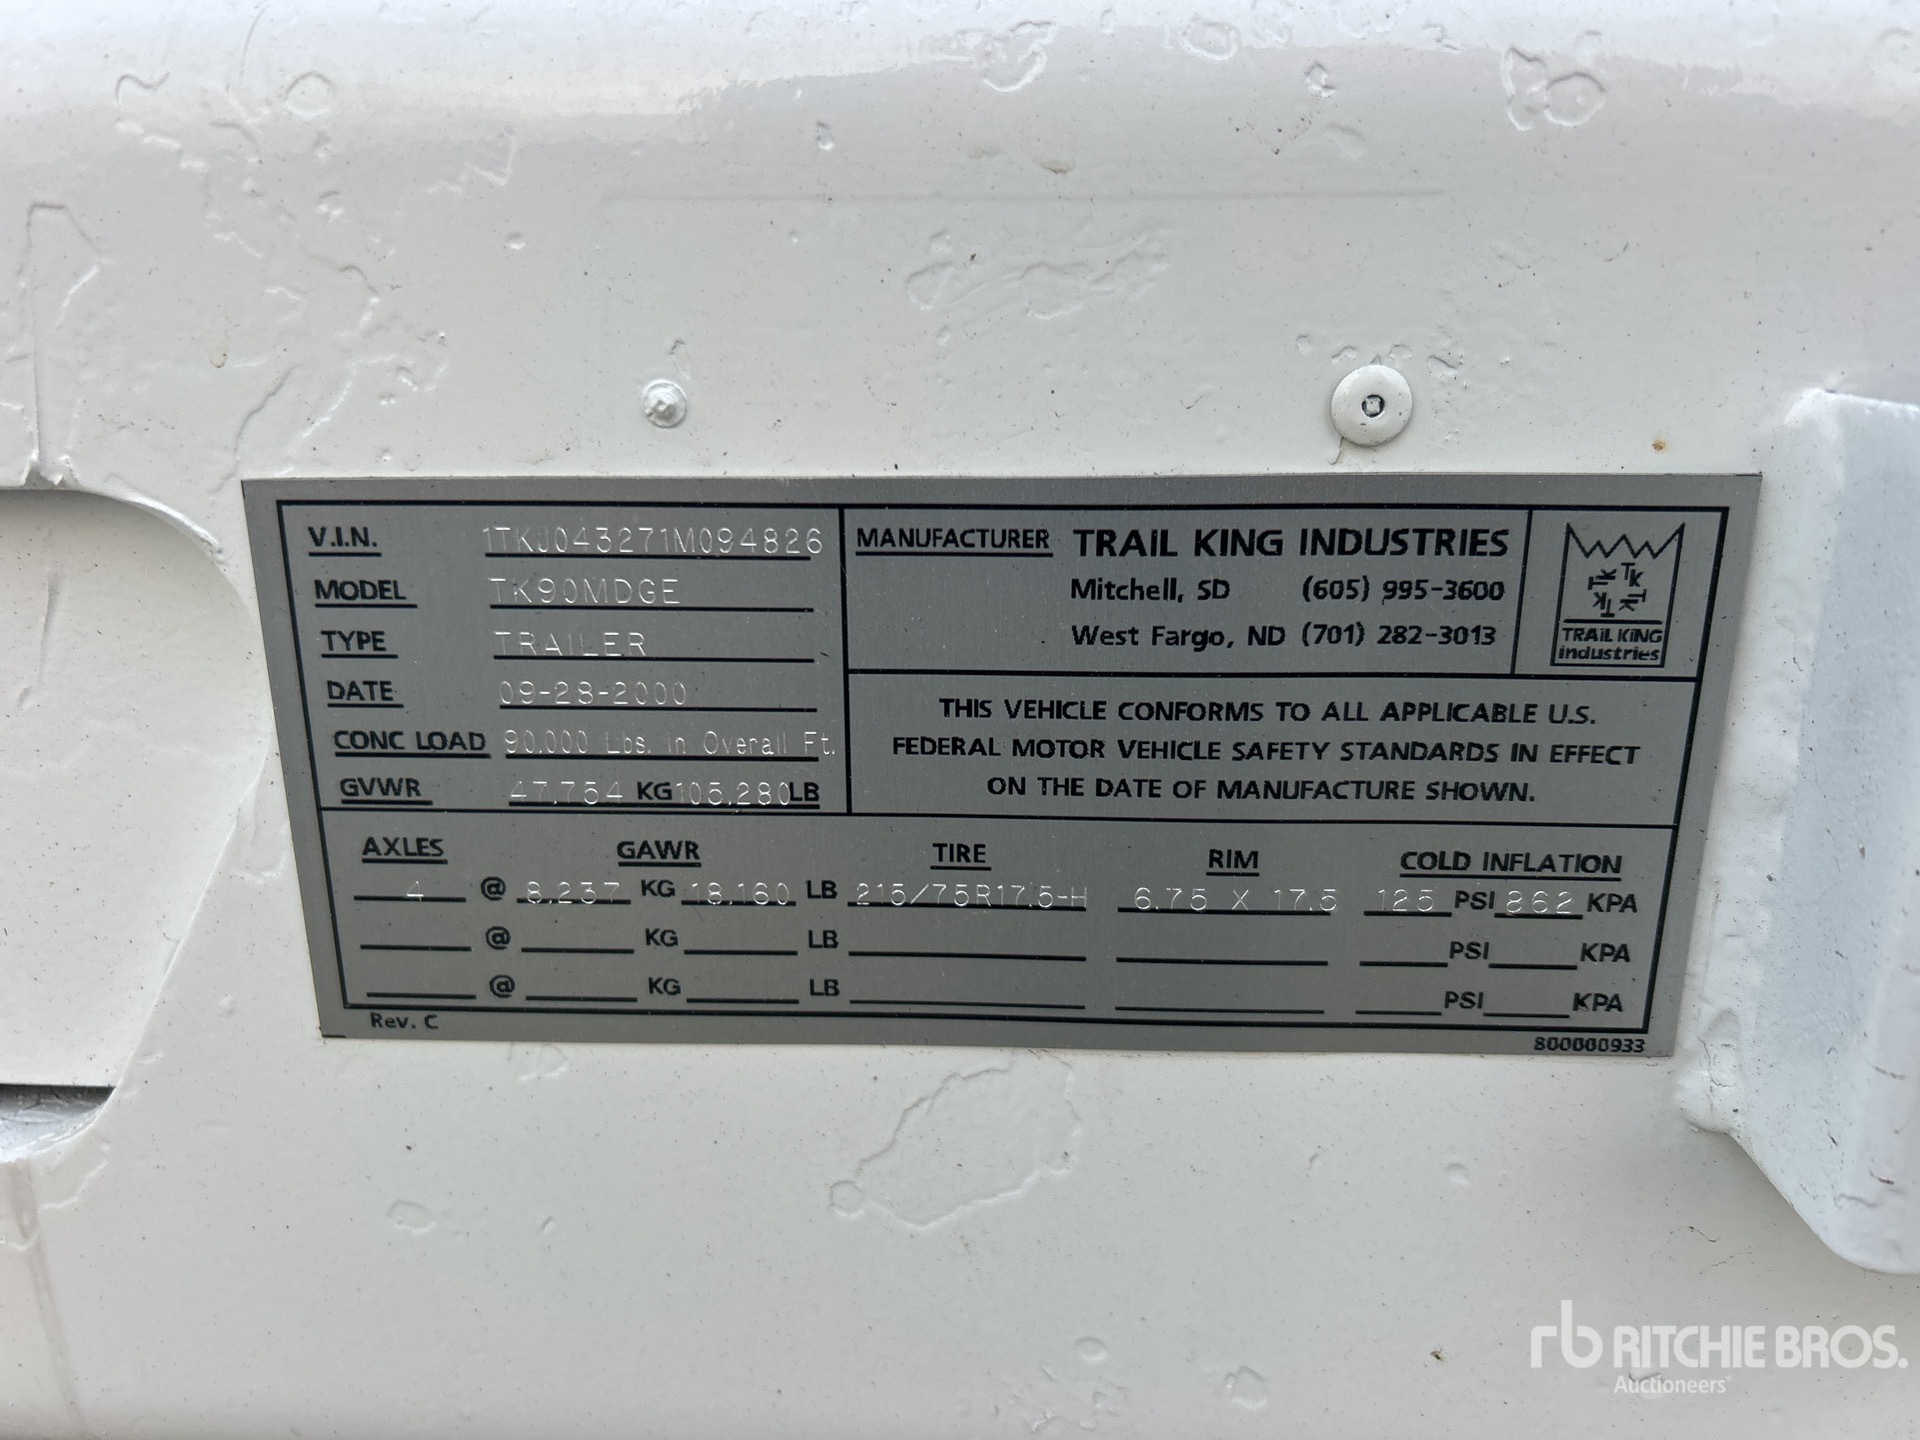 V.I.N. 1TKJ043271M094826
MODEL TK90MDGE
TYPE TRAILER
DATE 09-28-2000
CONC LOAD 90,000 Lbs. in Overall Ft.
GVWR 47,754 KG 105,280 LB
MANUFACTURER TRAIL KING INDUSTRIES
Mitchell, SD (605) 995-3600
West Fargo, ND (701) 282-3013
TK TK TK TK
TRAIL KING
industries
THIS VEHICLE CONFORMS TO ALL APPLICABLE U.S.
FEDERAL MOTOR VEHICLE SAFETY STANDARDS IN EFFECT
ON THE DATE OF MANUFACTURE SHOWN.
AXLES GAWR TIRE RIM COLD INFLATION
4 @ 8,237 KG 18,160 LB 215/75R17.5-H 6.75 X 17.5 125 PSI 862 KPA
@ KG LB PSI KPA
@ KG LB PSI KPA
Rev. C
800000933
rb RITCHIE BROS.
Auctioneers